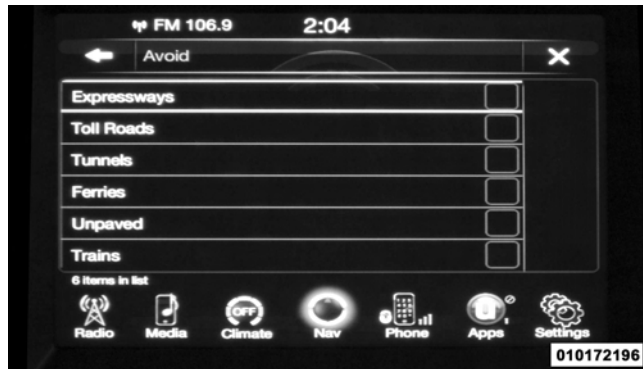 FM 106.9 2:04
Avoid
Expressways
Toll Roads
Tunnels
Ferries
Unpaved
Trains
6 items in list
OFF
Radio Media Climate Nav Phone Apps Settings
010172196